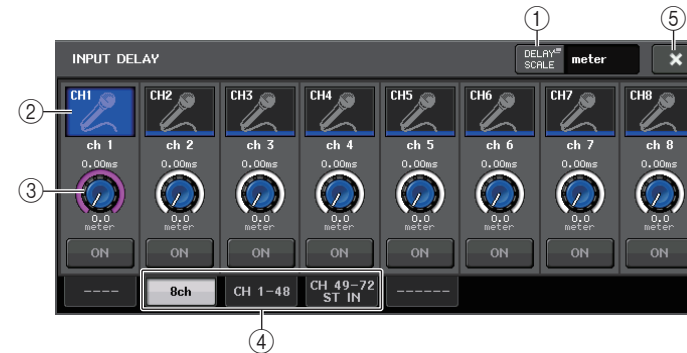 ① ⑤
INPUT DELAY DELAY SCALE meter ×
② CH1 CH2 CH3 CH4 CH5 CH6 CH7 CH8
ch 1 ch 2 ch 3 ch 4 ch 5 ch 6 ch 7 ch 8
0.00ms 0.00ms 0.00ms 0.00ms 0.00ms 0.00ms 0.00ms 0.00ms
③
0.0 0.0 0.0 0.0 0.0 0.0 0.0 0.0
meter meter meter meter meter meter meter meter
ON ON ON ON ON ON ON ON
---- 8ch CH 1-48 CH 49-72 ST IN ------
④